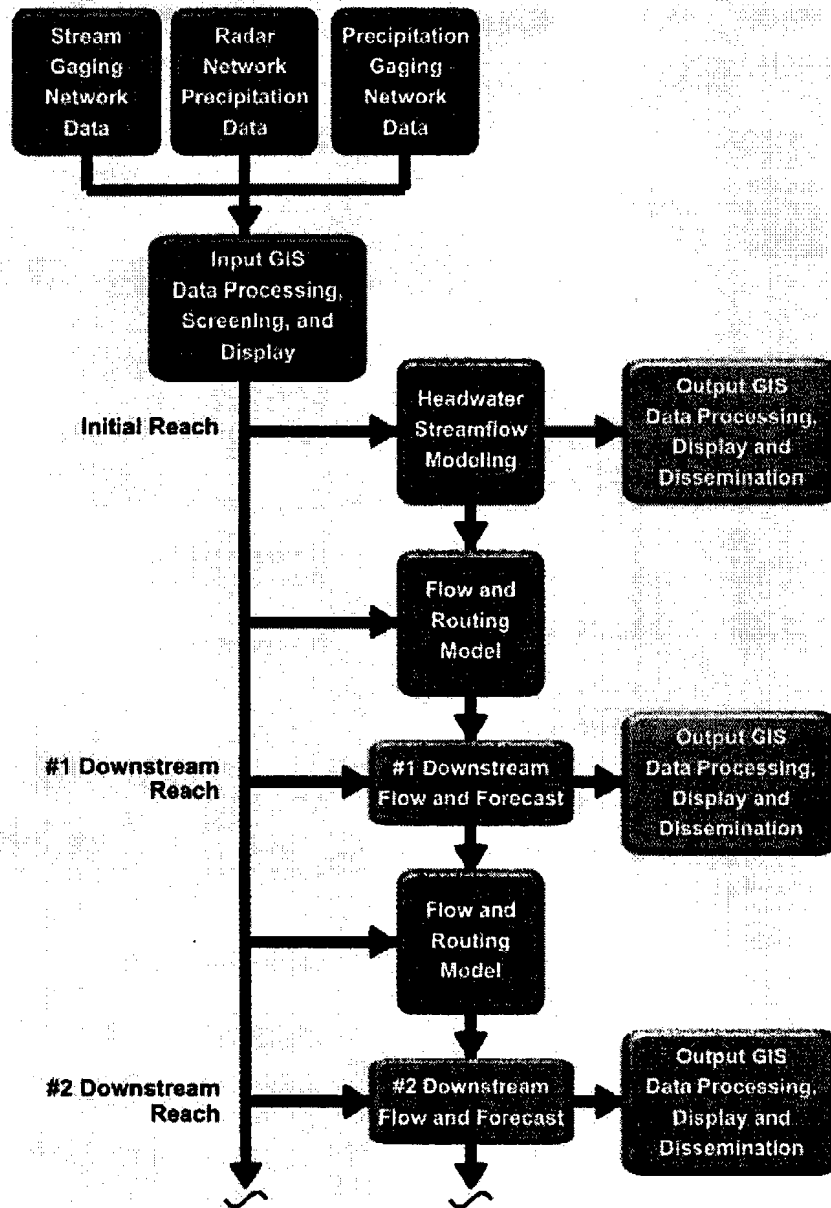 Stream
Gaging
Network
Data
Radar
Network
Precipitation
Data
Precipitation
Gaging
Network
Data
Input GIS
Data Processing,
Screening, and
Display
Initial Reach
Headwater
Streamflow
Modeling
Output GIS
Data Processing,
Display and
Dissemination
Flow and
Routing
Model
#1 Downstream
Reach
#1 Downstream
Flow and Forecast
Output GIS
Data Processing,
Display and
Dissemination
Flow and
Routing
Model
#2 Downstream
Reach
#2 Downstream
Flow and Forecast
Output GIS
Data Processing,
Display and
Dissemination